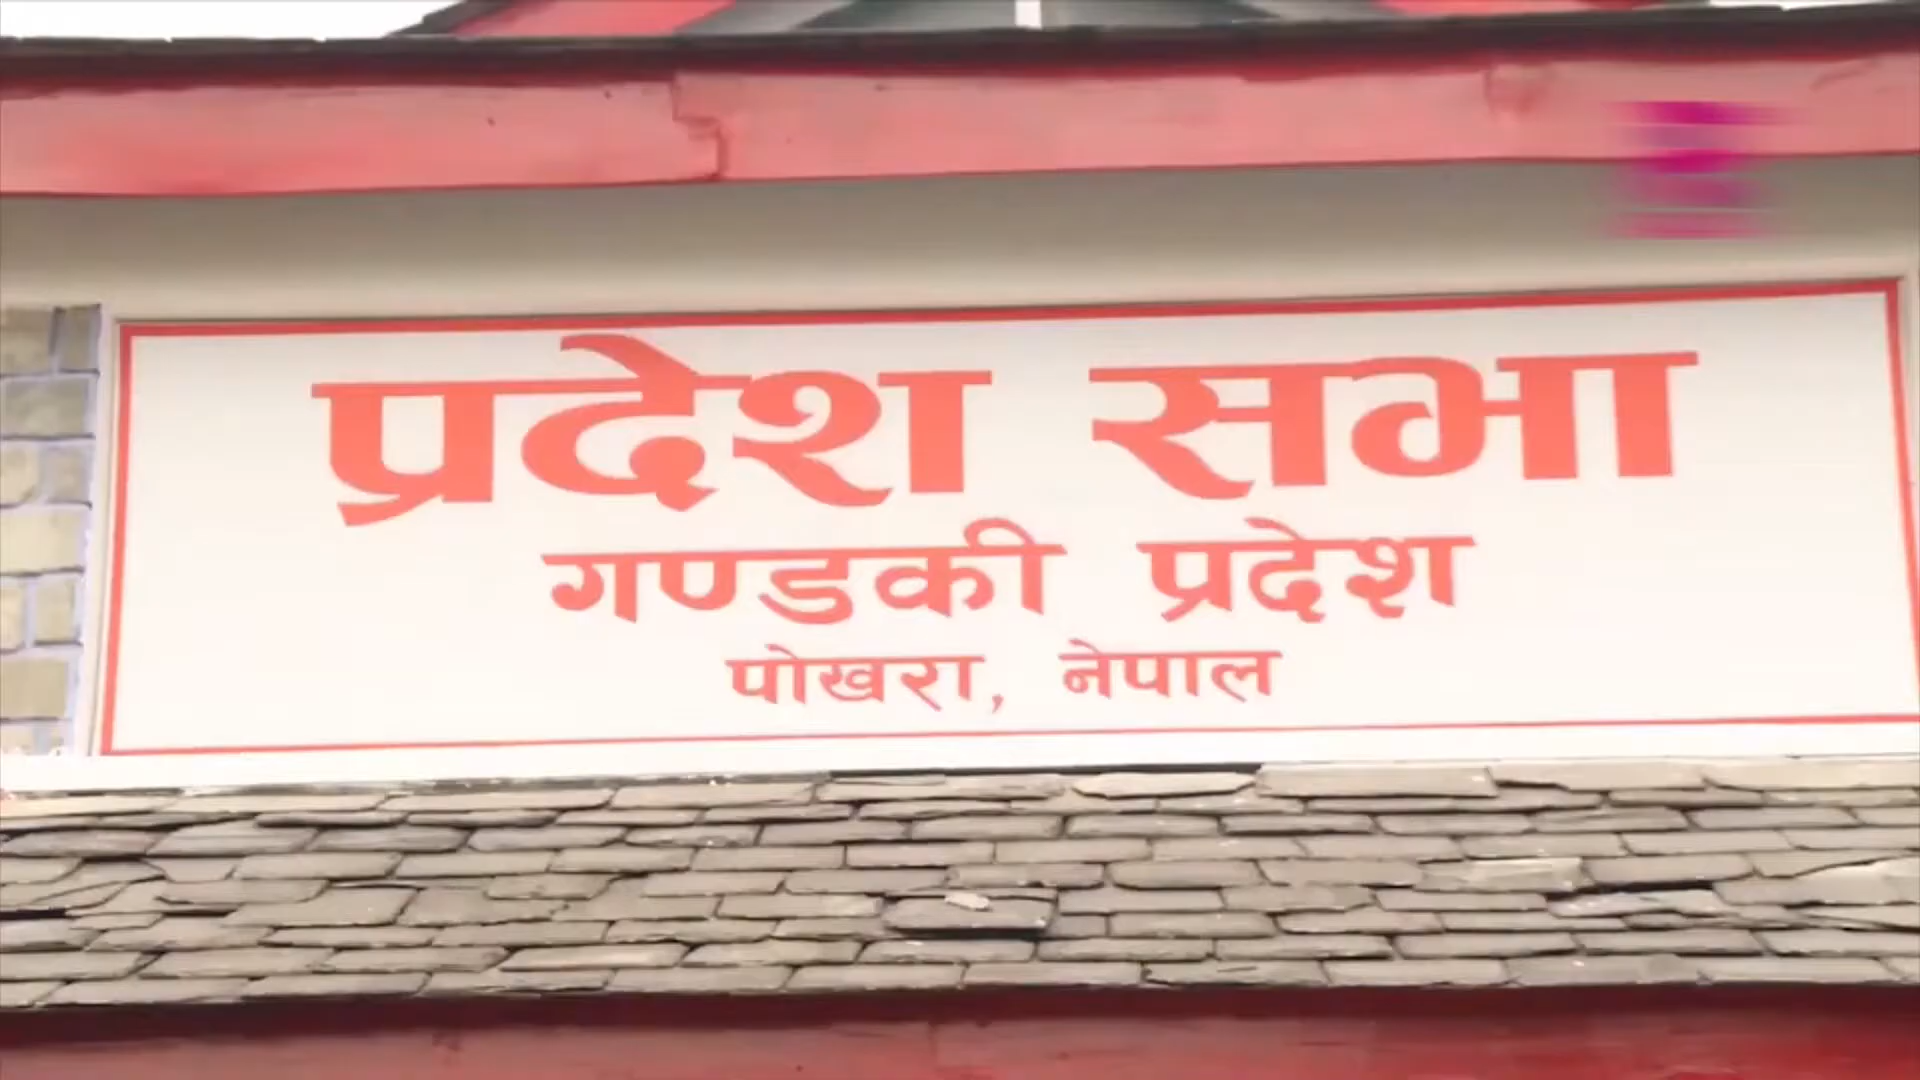 प्रदेश सभा
गण्डकी प्रदेश
पोखरा, नेपाल